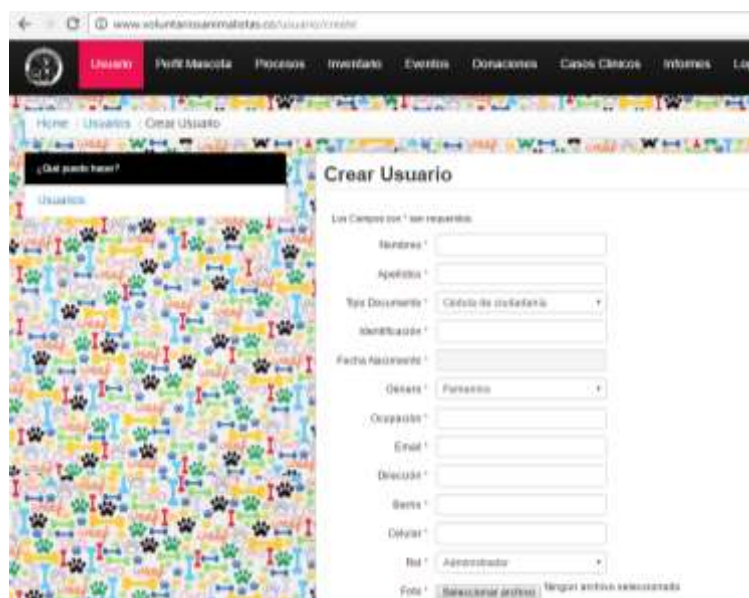 www.voluntariosanimalistas.co/usuario/create
Usuario Perfil Mascota Procesos Inventario Eventos Donaciones Casos Clinicos Informes
Home Usuarios Crear Usuario
¿Qué puedo hacer?
Usuarios
Crear Usuario
Los Campos con * son requeridos.
Nombres *
Apellidos *
Tipo Documento * Cédula de ciudadanía
Identificación *
Fecha Nacimiento *
Género * Femenino
Ocupación *
Email *
Dirección *
Barrio *
Celular *
Rol * Administrador
Foto * Seleccionar archivo Ningún archivo seleccionado